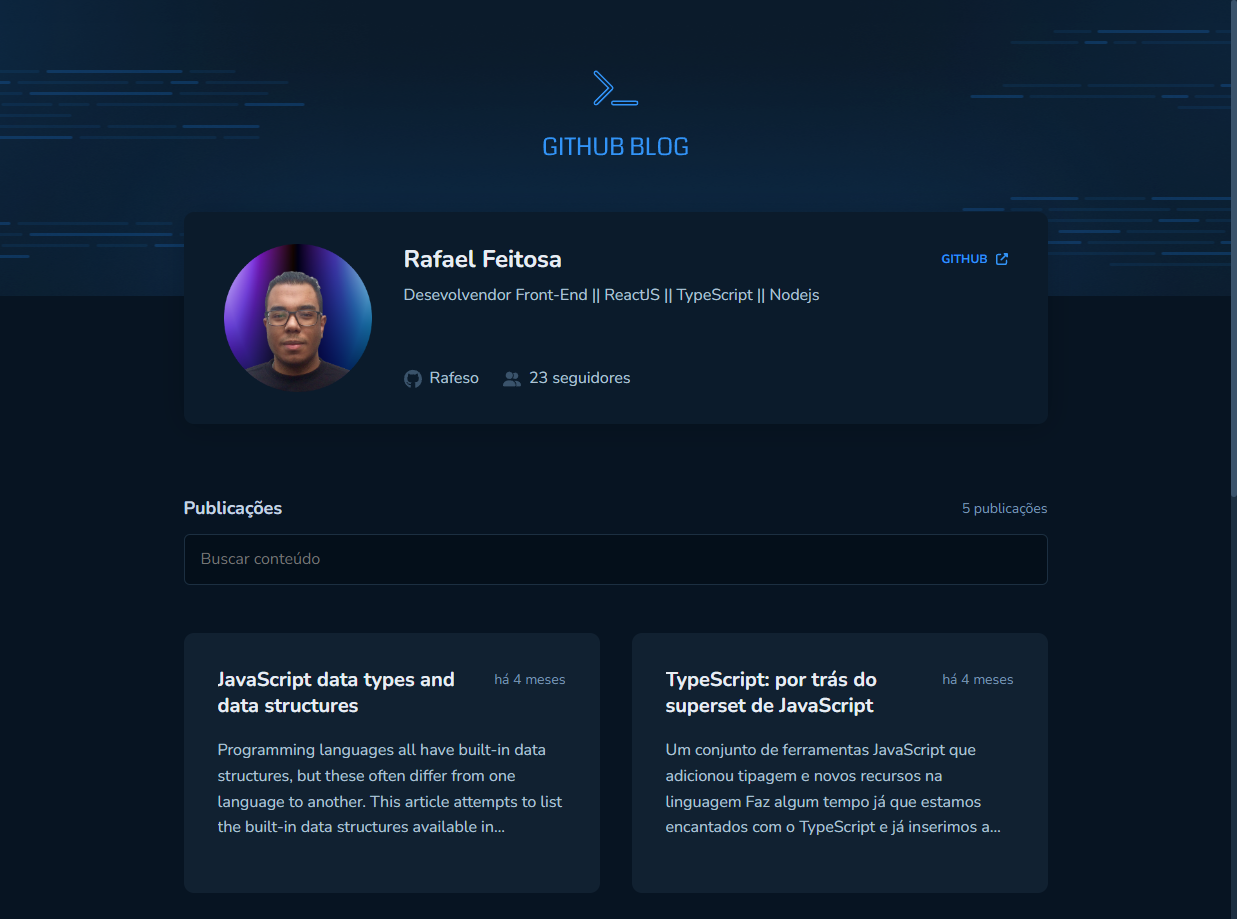 GITHUB BLOG
Rafael Feitosa
GITHUB
Desevolvendor Front-End || ReactJS || TypeScript || Nodejs
Rafeso
23 seguidores
Publicações
5 publicações
Buscar conteúdo
JavaScript data types and
data structures
há 4 meses
Programming languages all have built-in data
structures, but these often differ from one
language to another. This article attempts to list
the built-in data structures available in...
TypeScript: por trás do
superset de JavaScript
há 4 meses
Um conjunto de ferramentas JavaScript que
adicionou tipagem e novos recursos na
linguagem Faz algum tempo já que estamos
encantados com o TypeScript e já inserimos a...